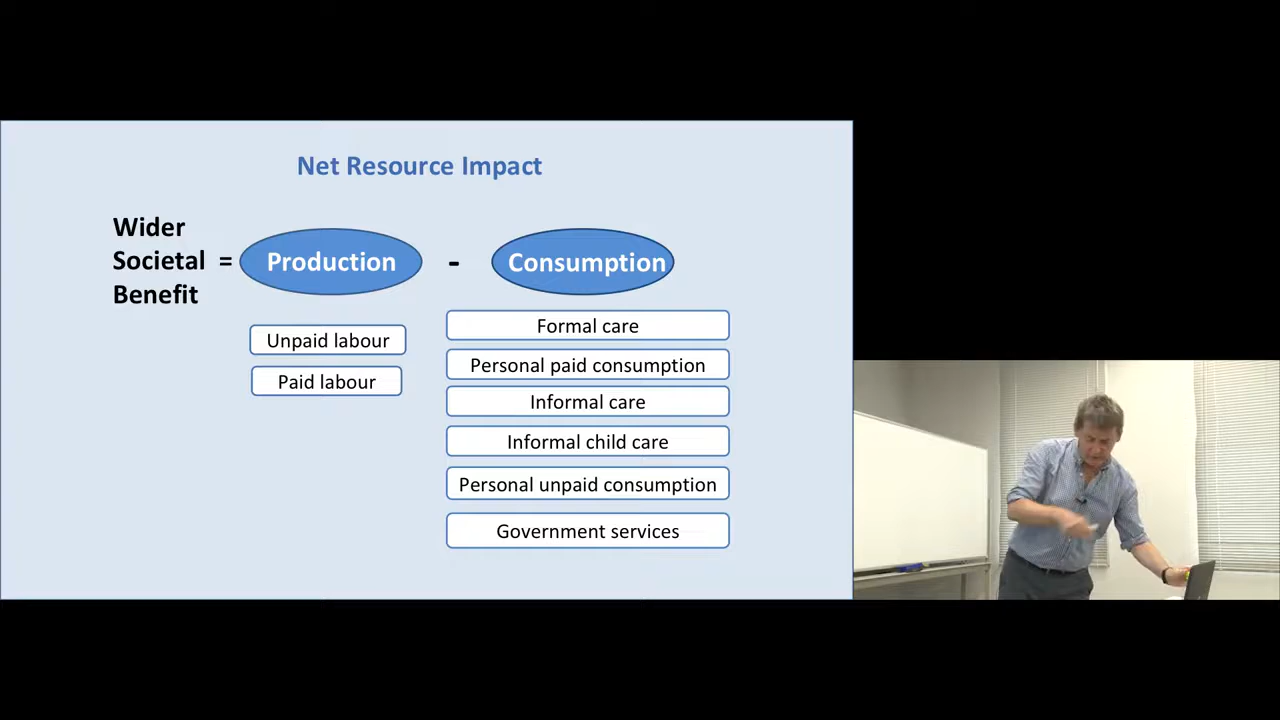 Net Resource Impact
Wider
Societal =
Benefit
Production
-
Consumption
Unpaid labour
Paid labour
Formal care
Personal paid consumption
Informal care
Informal child care
Personal unpaid consumption
Government services